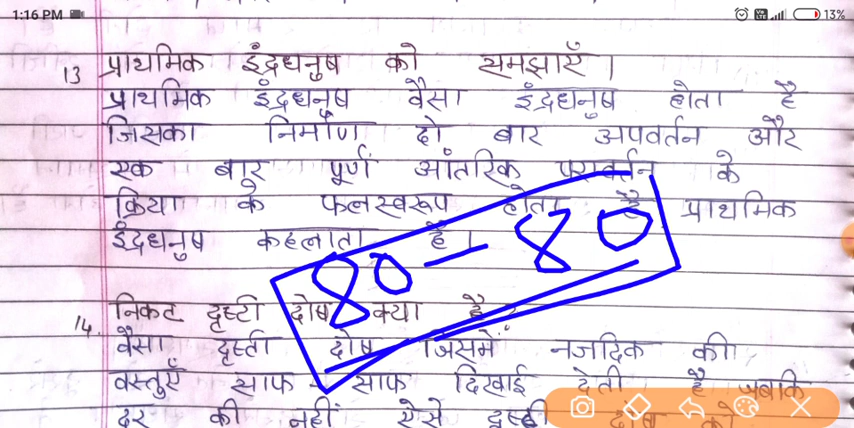 1:16 PM
13%
13 प्राथमिक इंद्रधनुष को समझाएँ।
प्राथमिक इंद्रधनुष वैसा इंद्रधनुष होता है
जिसका निर्माण दो बार अपवर्तन और
एक बार पूर्ण आंतरिक परावर्तन के
क्रिया के फलस्वरूप होता है प्राथमिक
इंद्रधनुष कहलाता है।
80-80
14. निकट दृष्टी दोष क्या है?
वैसा दृष्टी दोष जिसमें नजदिक की
वस्तुएँ साफ-साफ दिखाई देती है जबकि
दूर की नहीं ऐसे दृष्टी दोष को